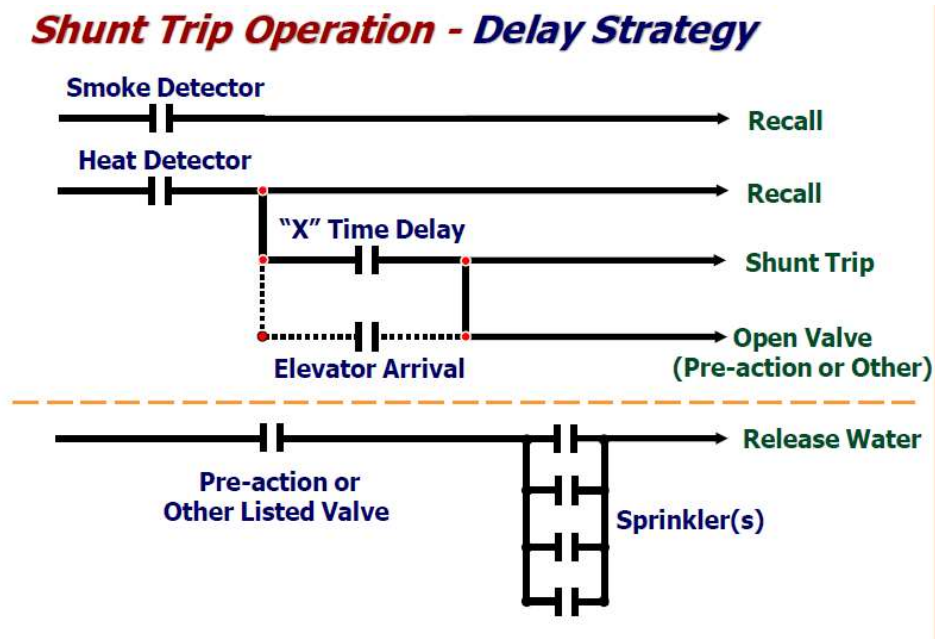 Shunt Trip Operation - Delay Strategy
Smoke Detector
Recall
Heat Detector
Recall
“X” Time Delay
Shunt Trip
Elevator Arrival
Open Valve
(Pre-action or Other)
Release Water
Pre-action or
Other Listed Valve
Sprinkler(s)